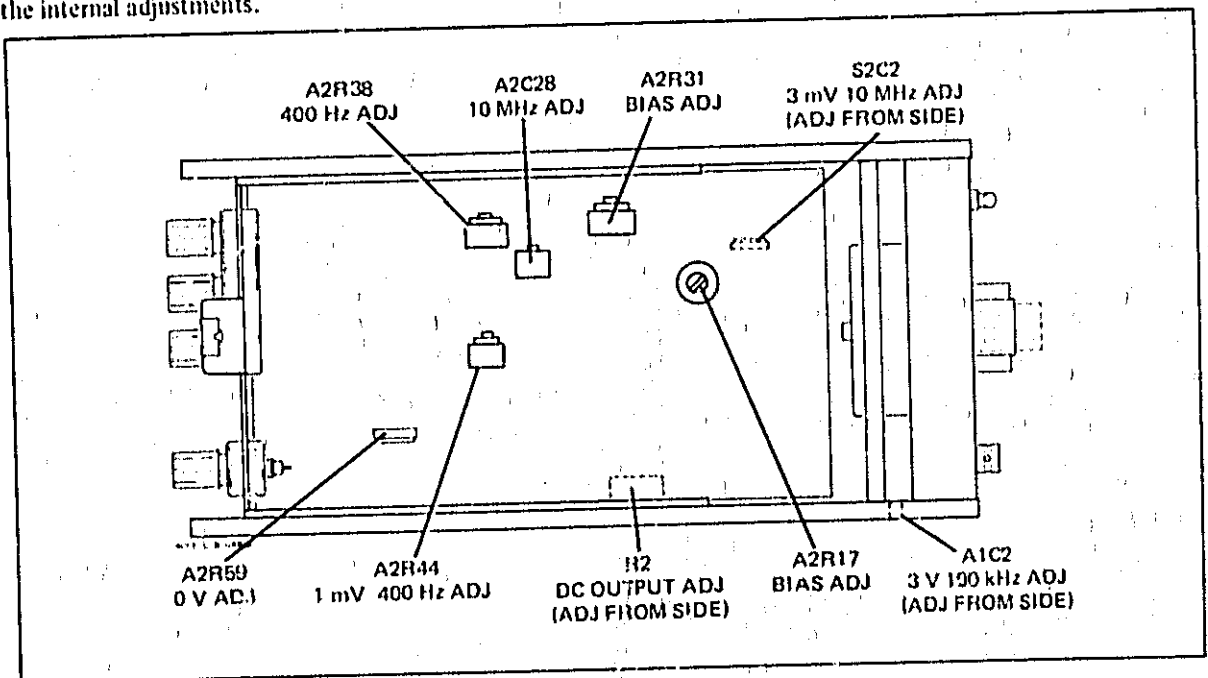 the internal adjustments.
A2R38
400 Hz ADJ
A2C28
10 MHz ADJ
A2R31
BIAS ADJ
S2C2
3 mV 10 MHz ADJ
(ADJ FROM SIDE)
A2R59
0 V ADJ
A2R44
1 mV 400 Hz ADJ
R2
DC OUTPUT ADJ
(ADJ FROM SIDE)
A2R17
BIAS ADJ
A1C2
3 V 100 kHz ADJ
(ADJ FROM SIDE)